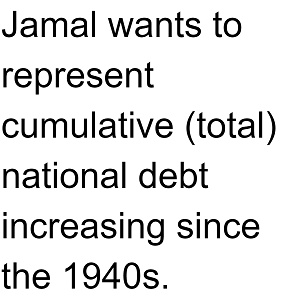 Jamal wants to
represent
cumulative (total)
national debt
increasing since
the 1940s.